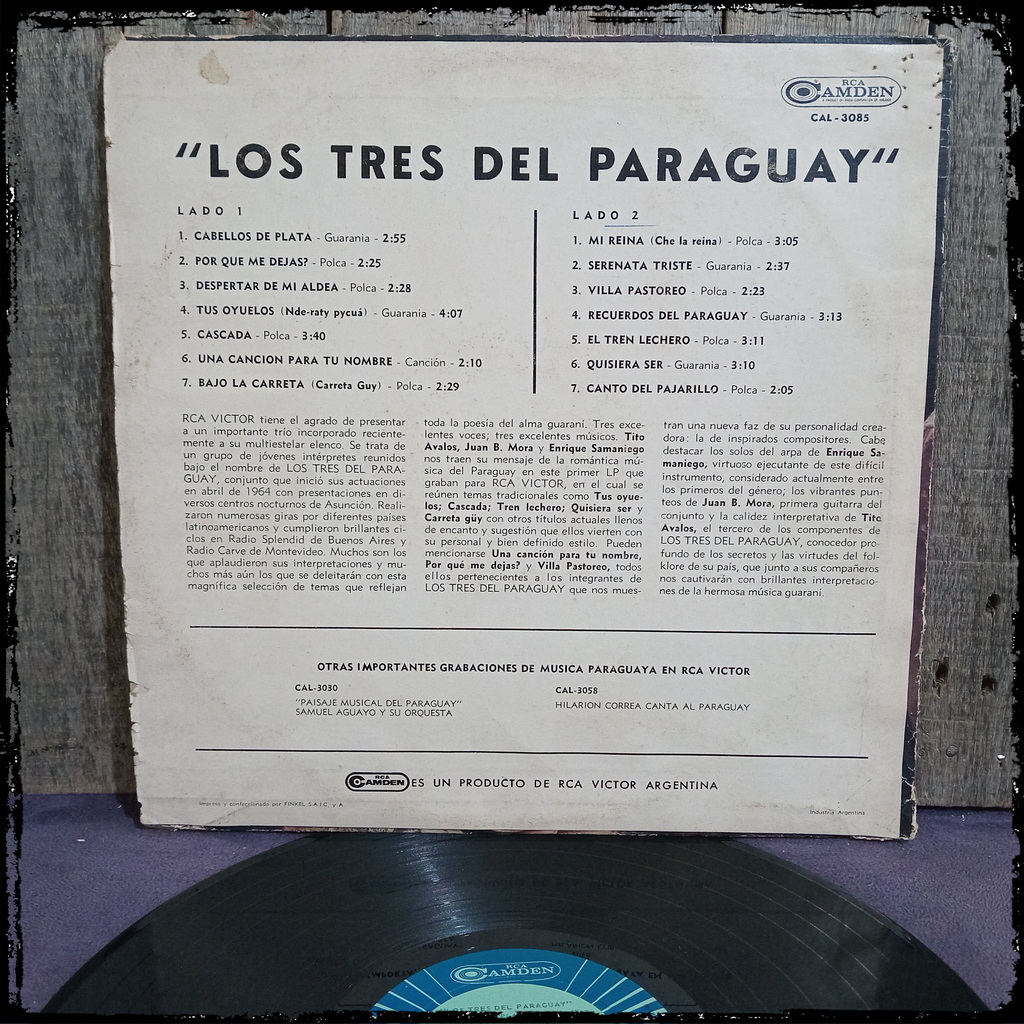 RCA
CAMDEN
CAL-3085
"LOS TRES DEL PARAGUAY"
LADO 1
1. CABELLOS DE PLATA - Guarania - 2:55
2. POR QUE ME DEJAS? - Polca - 2:25
3. DESPERTAR DE MI ALDEA - Polca - 2:28
4. TUS OYUELOS (Nde-raty pycuá) - Guarania - 4:07
5. CASCADA - Polca - 3:40
6. UNA CANCION PARA TU NOMBRE - Canción - 2:10
7. BAJO LA CARRETA (Carreta Guy) - Polca - 2:29
LADO 2
1. MI REINA (Che la reina) - Polca - 3:05
2. SERENATA TRISTE - Guarania - 2:37
3. VILLA PASTOREO - Polca - 2:23
4. RECUERDOS DEL PARAGUAY - Guarania - 3:13
5. EL TREN LECHERO - Polca - 3:11
6. QUISIERA SER - Guarania - 3:10
7. CANTO DEL PAJARILLO - Polca - 2:05
RCA VICTOR tiene el agrado de presentar
a un importante trío incorporado reciente-
mente a su multiestelar elenco. Se trata de
un grupo de jóvenes intérpretes reunidos
bajo el nombre de LOS TRES DEL PARA-
GUAY, conjunto que inició sus actuaciones
en abril de 1964 con presentaciones en di-
versos centros nocturnos de Asunción. Reali-
zaron numerosas giras por diferentes países
latinoamericanos y cumplieron brillantes ci-
clos en Radio Splendid de Buenos Aires y
Radio Carve de Montevideo. Muchos son los
que aplaudieron sus interpretaciones y mu-
chos más aún los que se deleitarán con esta
magnífica selección de temas que reflejan
toda la poesía del alma guaraní. Tres exce-
lentes voces; tres excelentes músicos. Tito
Avalos, Juan B. Mora y Enrique Samaniego
nos traen su mensaje de la romántica mú-
sica del Paraguay en este primer LP que
graban para RCA VICTOR, en el cual se
reúnen temas tradicionales como Tus oyue-
los; Cascada; Tren lechero; Quisiera ser y
Carreta güy con otros títulos actuales llenos
de encanto y sugestión que ellos vierten con
su personal y bien definido estilo. Pueden
mencionarse Una canción para tu nombre,
Por qué me dejas? y Villa Pastoreo, todos
ellos pertenecientes a los integrantes de
LOS TRES DEL PARAGUAY que nos mues-
tran una nueva faz de su personalidad crea-
dora: la de inspirados compositores. Cabe
destacar los solos del arpa de Enrique Sa-
maniego, virtuoso ejecutante de este difícil
instrumento, considerado actualmente entre
los primeros del género; los vibrantes pun-
teos de Juan B. Mora, primera guitarra del
conjunto y la calidez interpretativa de Tito
Avalos, el tercero de los componentes de
LOS TRES DEL PARAGUAY, conocedor pro-
fundo de los secretos y las virtudes del fol-
klore de su país, que junto a sus compañeros
nos cautivarán con brillantes interpretacio-
nes de la hermosa música guaraní.
OTRAS IMPORTANTES GRABACIONES DE MUSICA PARAGUAYA EN RCA VICTOR
CAL-3030
"PAISAJE MUSICAL DEL PARAGUAY"
SAMUEL AGUAYO Y SU ORQUESTA
CAL-3058
HILARION CORREA CANTA AL PARAGUAY
RCA CAMDEN ES UN PRODUCTO DE RCA VICTOR ARGENTINA
Impreso y confeccionado por FINKEL S.A.I.C. y A.
Industria Argentina
RCA
CAMDEN
TRES DEL PARAGUAY"